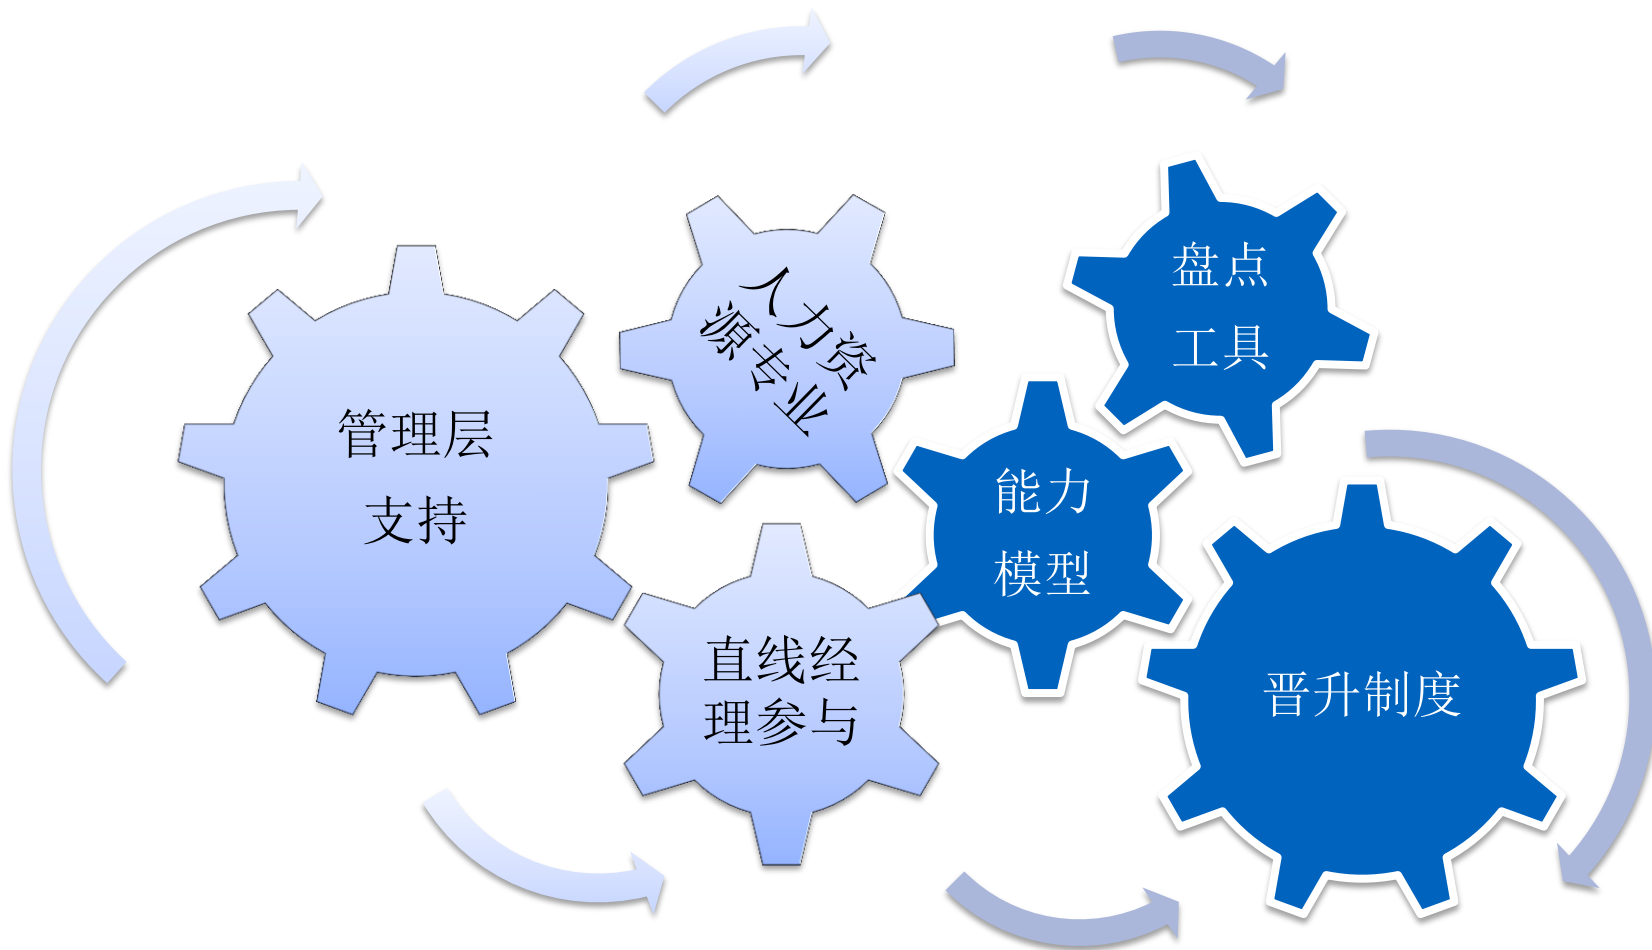 管理层
支持
人力资
源专业
直线经
理参与
能力
模型
盘点
工具
晋升制度